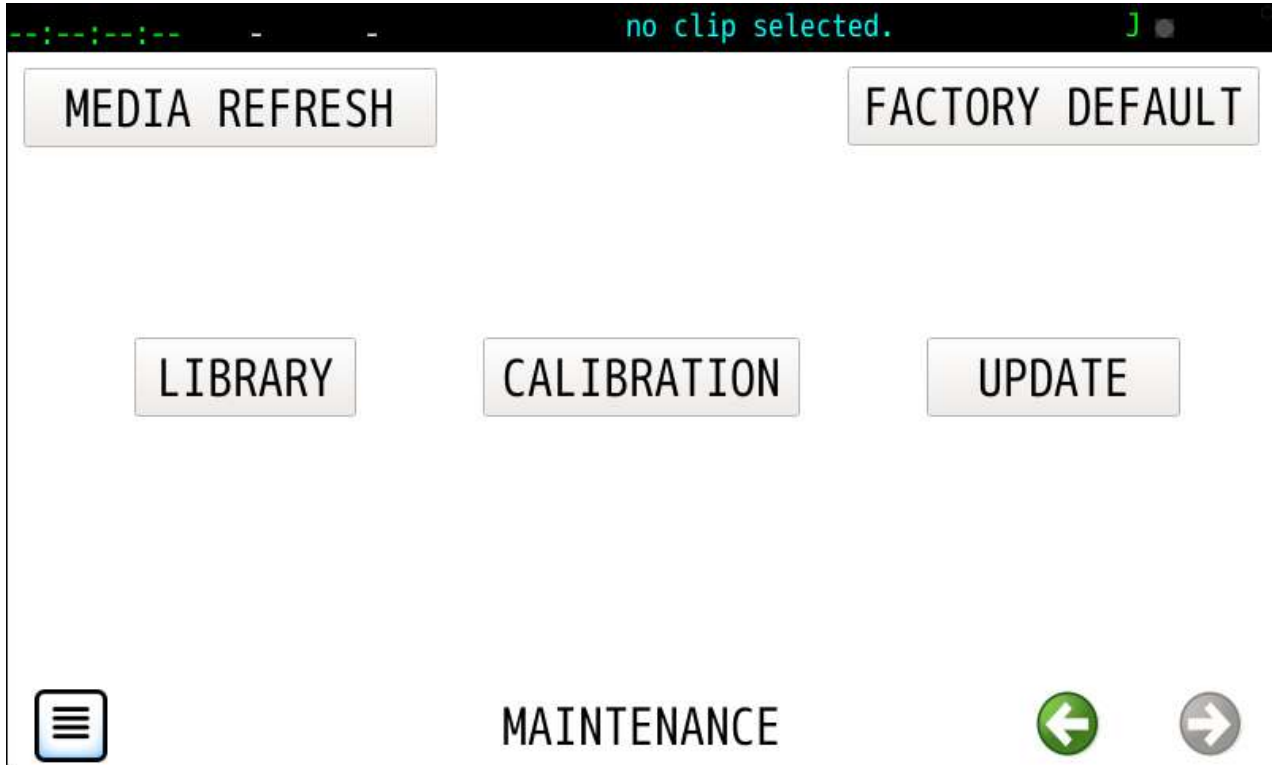 --:--:--:-- - - no clip selected. J
MEDIA REFRESH FACTORY DEFAULT
LIBRARY CALIBRATION UPDATE
MAINTENANCE